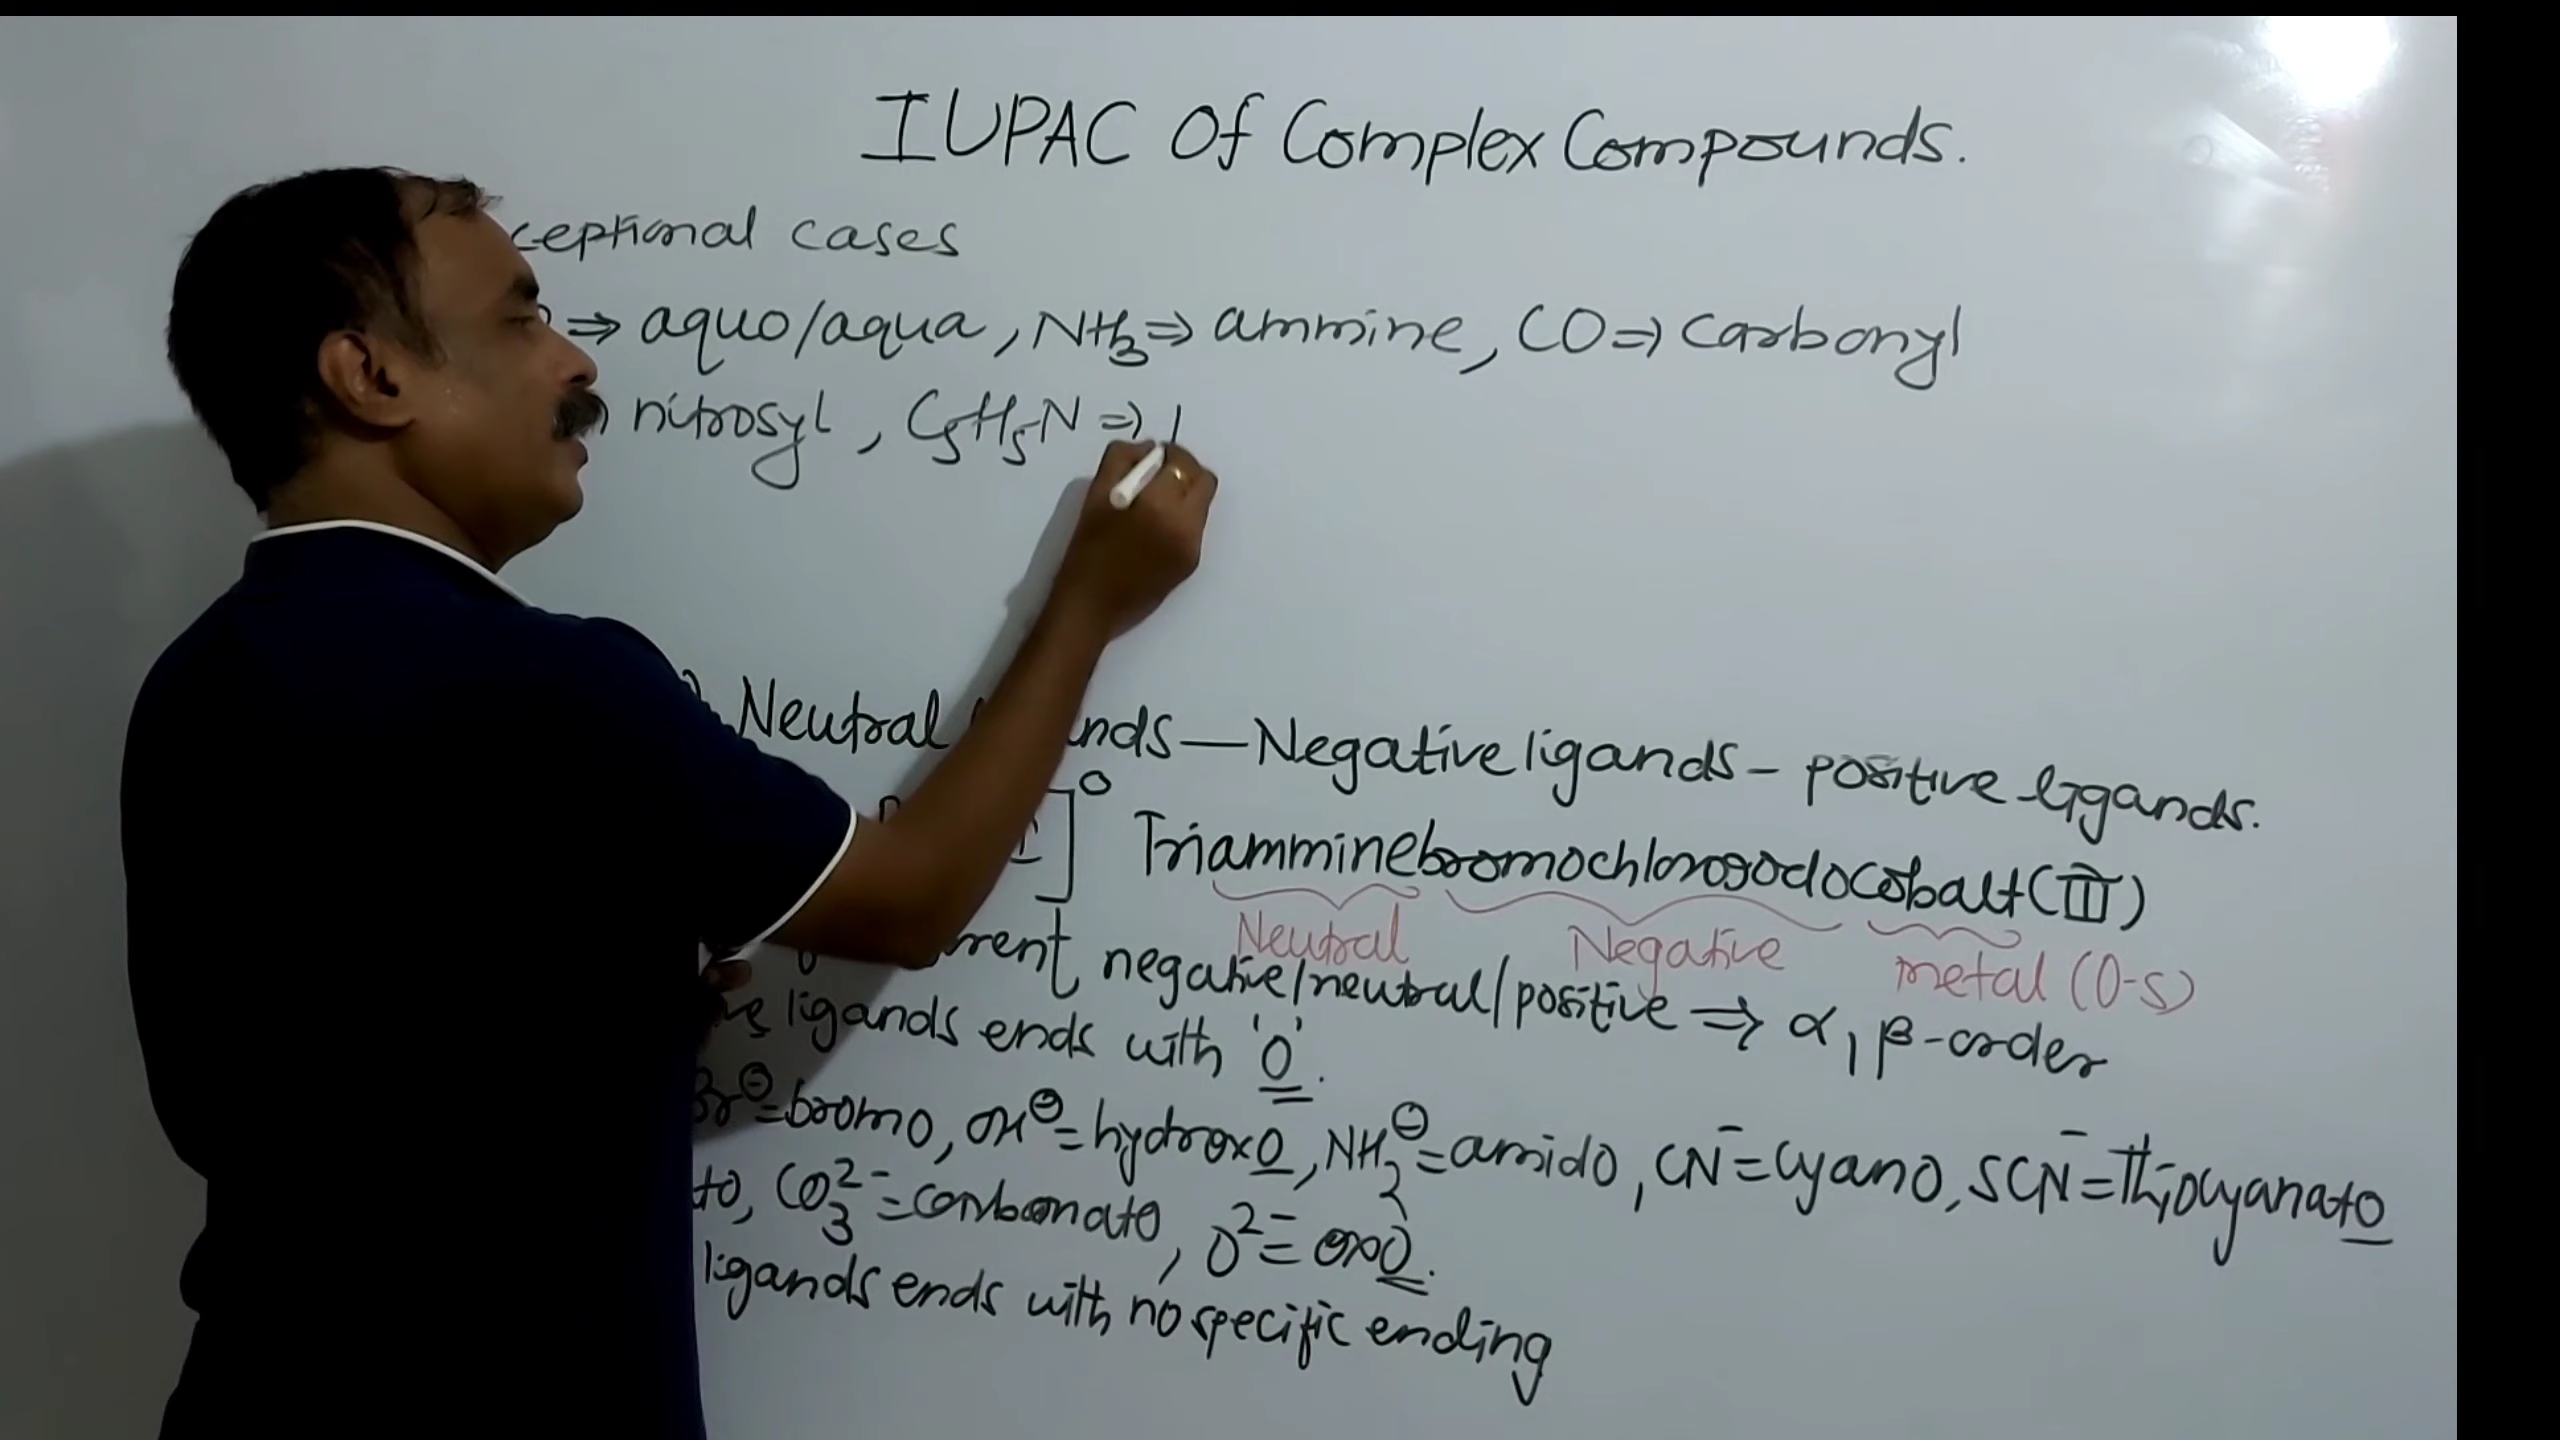 IUPAC Of Complex Compounds.
ceptional cases
⇒ aquo/aqua, NH₃ ⇒ ammine, CO ⇒ Carbonyl
nitrosyl, C₅H₅N ⇒
Neutral nds — Negative ligands - positive ligands.
]⁰ Triamminebromochloroiodocobalt(III)
Neutral Negative metal (O-S)
rent negative/neutral/positive ⇒ α, β-order
ligands ends with 'O'.
Br⊖=bromo, OH⊖=hydroxo, NH₂⊖=amido, CN⁻=Cyano, SCN⁻=Thiocyanato
to, CO₃²⁻=Carbonato, O²⁻=oxo.
ligands ends with no specific ending